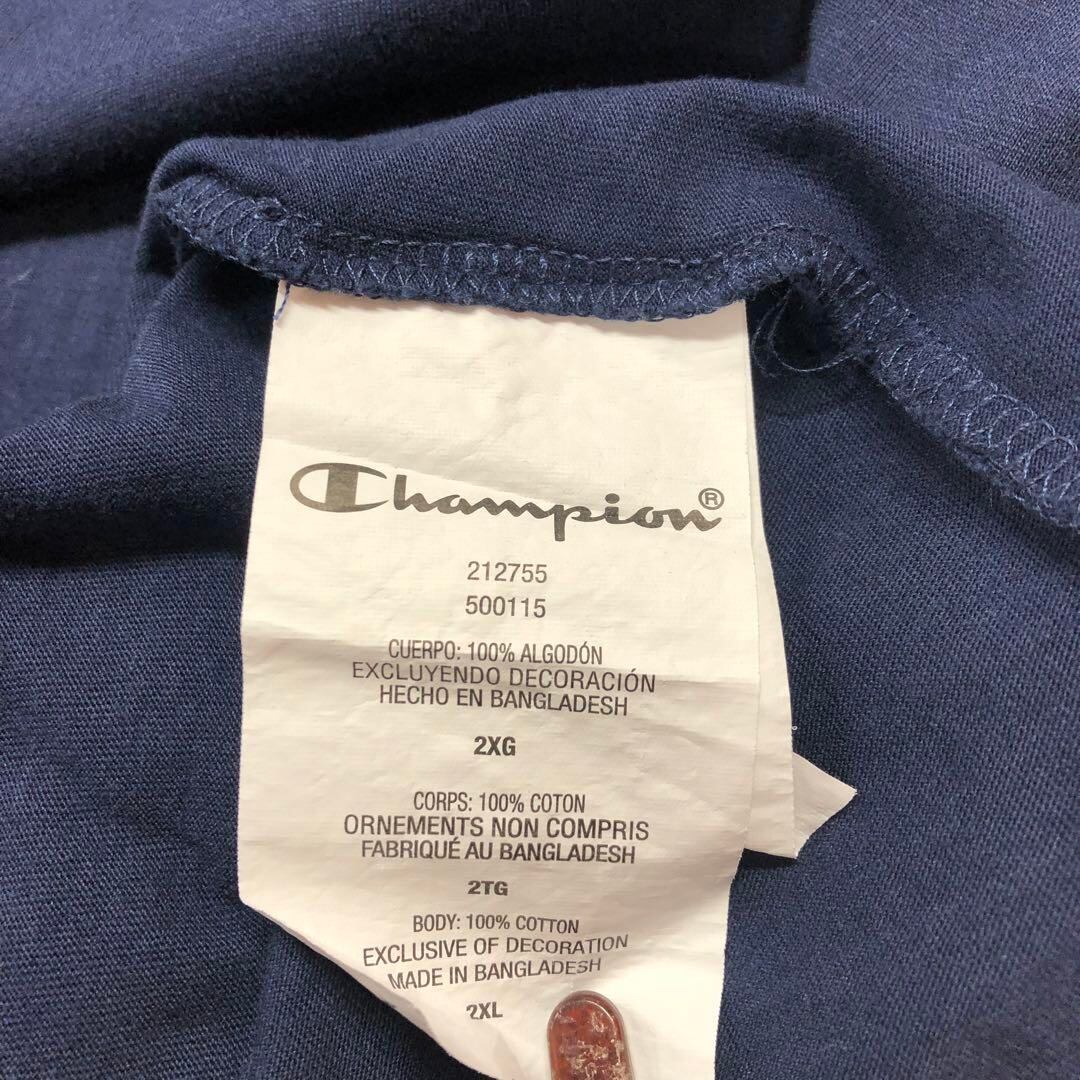 Champion®
212755
500115
CUERPO: 100% ALGODÓN
EXCLUYENDO DECORACIÓN
HECHO EN BANGLADESH
2XG
CORPS: 100% COTON
ORNEMENTS NON COMPRIS
FABRIQUÉ AU BANGLADESH
2TG
BODY: 100% COTTON
EXCLUSIVE OF DECORATION
MADE IN BANGLADESH
2XL